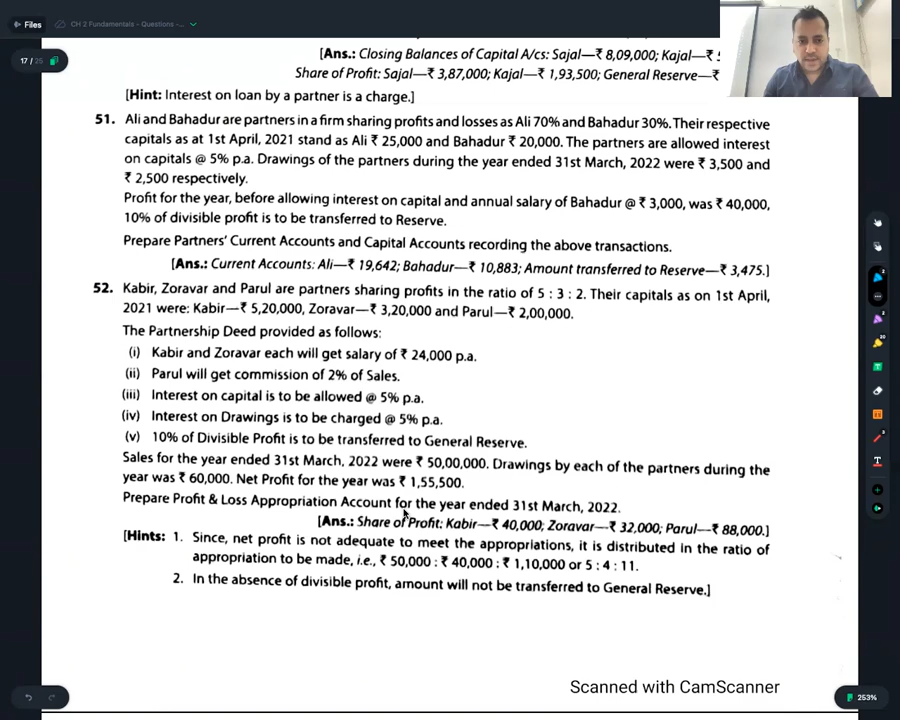 Files
CH 2 Fundamentals - Questions -...
17 / 25
[Ans.: Closing Balances of Capital A/cs: Sajal—₹ 8,09,000; Kajal—₹
Share of Profit: Sajal—₹ 3,87,000; Kajal—₹ 1,93,500; General Reserve—₹
[Hint: Interest on loan by a partner is a charge.]
51. Ali and Bahadur are partners in a firm sharing profits and losses as Ali 70% and Bahadur 30%. Their respective
capitals as at 1st April, 2021 stand as Ali ₹ 25,000 and Bahadur ₹ 20,000. The partners are allowed interest
on capitals @ 5% p.a. Drawings of the partners during the year ended 31st March, 2022 were ₹ 3,500 and
₹ 2,500 respectively.
Profit for the year, before allowing interest on capital and annual salary of Bahadur @ ₹ 3,000, was ₹ 40,000,
10% of divisible profit is to be transferred to Reserve.
Prepare Partners' Current Accounts and Capital Accounts recording the above transactions.
[Ans.: Current Accounts: Ali—₹ 19,642; Bahadur—₹ 10,883; Amount transferred to Reserve—₹ 3,475.]
52. Kabir, Zoravar and Parul are partners sharing profits in the ratio of 5 : 3 : 2. Their capitals as on 1st April,
2021 were: Kabir—₹ 5,20,000, Zoravar—₹ 3,20,000 and Parul—₹ 2,00,000.
The Partnership Deed provided as follows:
(i) Kabir and Zoravar each will get salary of ₹ 24,000 p.a.
(ii) Parul will get commission of 2% of Sales.
(iii) Interest on capital is to be allowed @ 5% p.a.
(iv) Interest on Drawings is to be charged @ 5% p.a.
(v) 10% of Divisible Profit is to be transferred to General Reserve.
Sales for the year ended 31st March, 2022 were ₹ 50,00,000. Drawings by each of the partners during the
year was ₹ 60,000. Net Profit for the year was ₹ 1,55,500.
Prepare Profit & Loss Appropriation Account for the year ended 31st March, 2022.
[Ans.: Share of Profit: Kabir—₹ 40,000; Zoravar—₹ 32,000; Parul—₹ 88,000.]
[Hints: 1. Since, net profit is not adequate to meet the appropriations, it is distributed in the ratio of
appropriation to be made, i.e., ₹ 50,000 : ₹ 40,000 : ₹ 1,10,000 or 5 : 4 : 11.
2. In the absence of divisible profit, amount will not be transferred to General Reserve.]
Scanned with CamScanner
253%